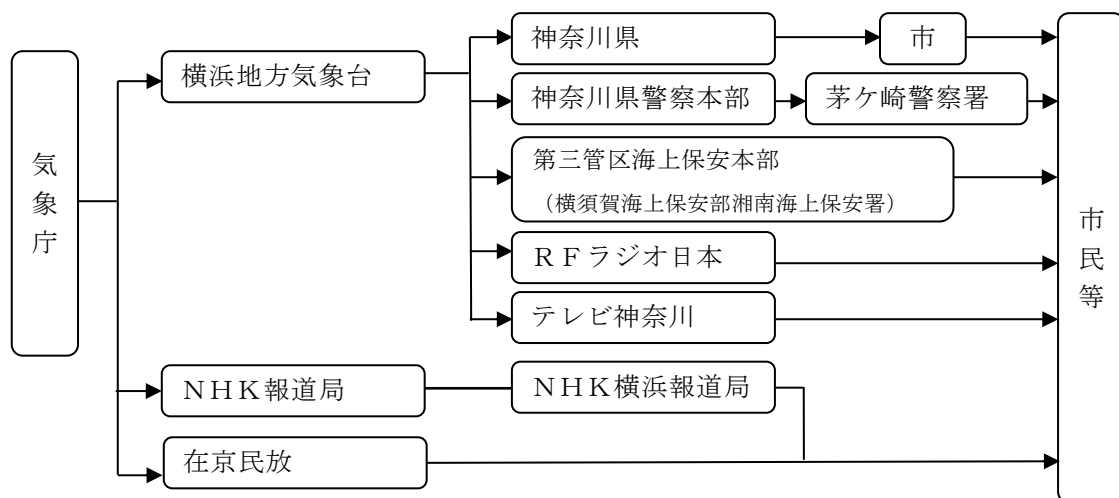 気象庁
横浜地方気象台
神奈川県
市
神奈川県警察本部
茅ケ崎警察署
第三管区海上保安本部
（横須賀海上保安部湘南海上保安署）
ＲＦラジオ日本
テレビ神奈川
ＮＨＫ報道局
ＮＨＫ横浜報道局
在京民放
市民等